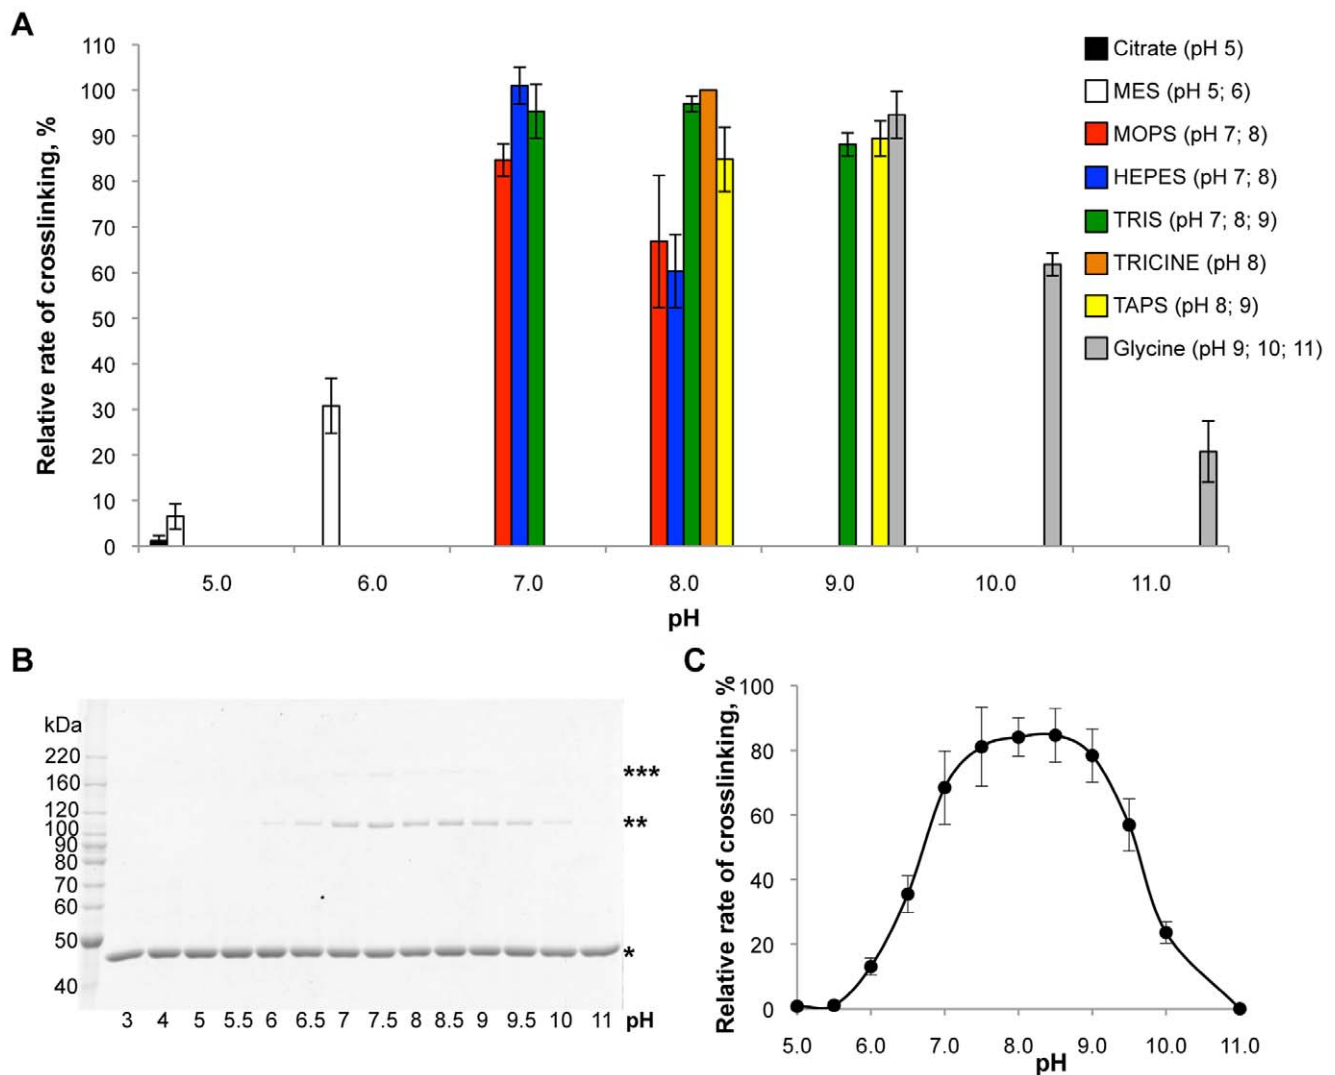 A
Relative rate of crosslinking, %
110
100
90
80
70
60
50
40
30
20
10
0
5.0 6.0 7.0 8.0 9.0 10.0 11.0
pH
Citrate (pH 5)
MES (pH 5; 6)
MOPS (pH 7; 8)
HEPES (pH 7; 8)
TRIS (pH 7; 8; 9)
TRICINE (pH 8)
TAPS (pH 8; 9)
Glycine (pH 9; 10; 11)
B
kDa
220
160
120
100
90
80
70
60
50
40
***
**
*
3 4 5 5.5 6 6.5 7 7.5 8 8.5 9 9.5 10 11 pH
C
Relative rate of crosslinking, %
100
80
60
40
20
0
5.0 6.0 7.0 8.0 9.0 10.0 11.0
pH